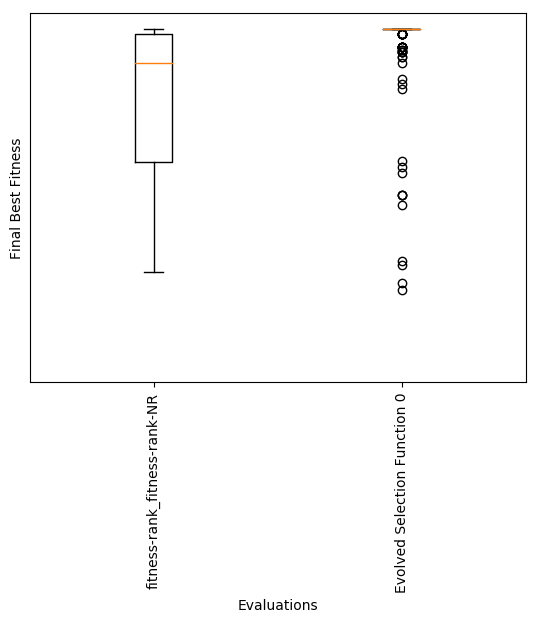 Final Best Fitness
fitness-rank_fitness-rank-NR
Evolved Selection Function 0
Evaluations